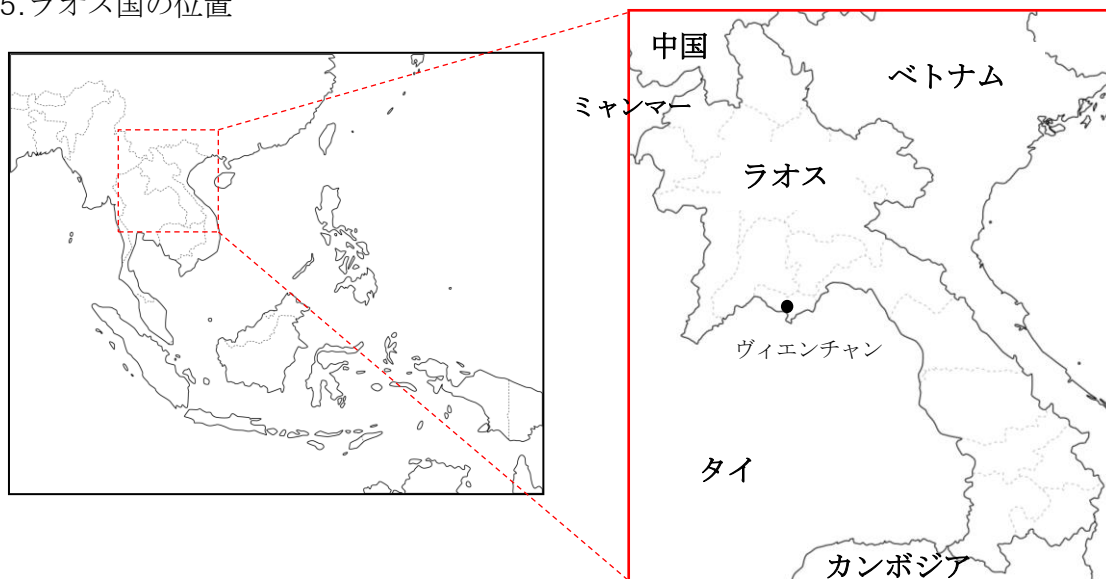 5.ラオス国の位置
中国
ベトナム
ミャンマー
ラオス
ヴィエンチャン
タイ
カンボジア